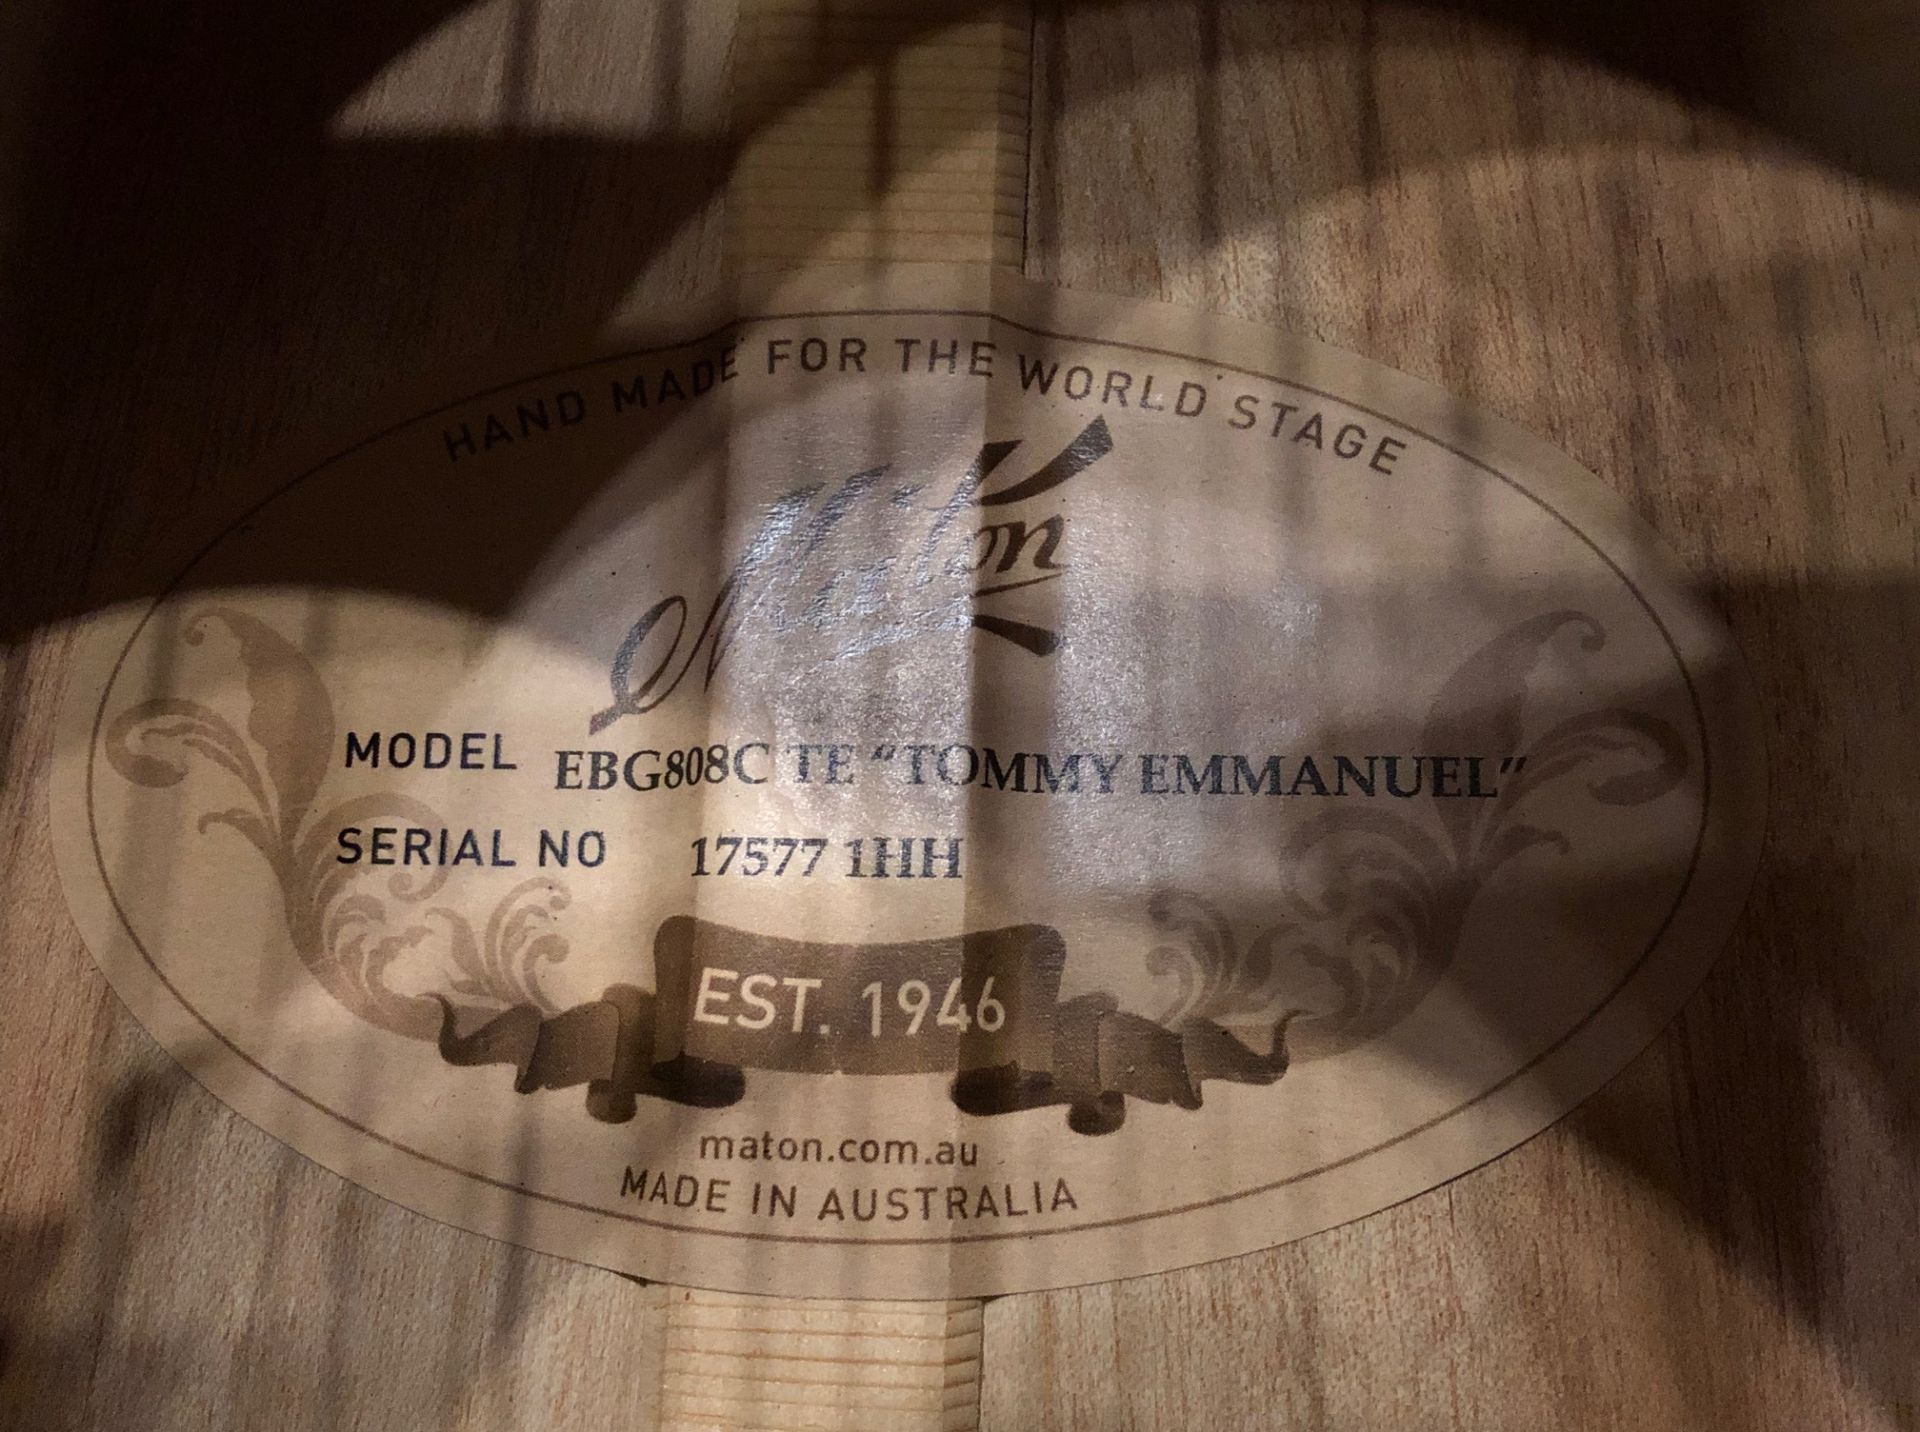 HAND MADE FOR THE WORLD STAGE
Maton
MODEL EBG808C TE “TOMMY EMMANUEL”
SERIAL NO 17577 1HH
EST. 1946
maton.com.au
MADE IN AUSTRALIA